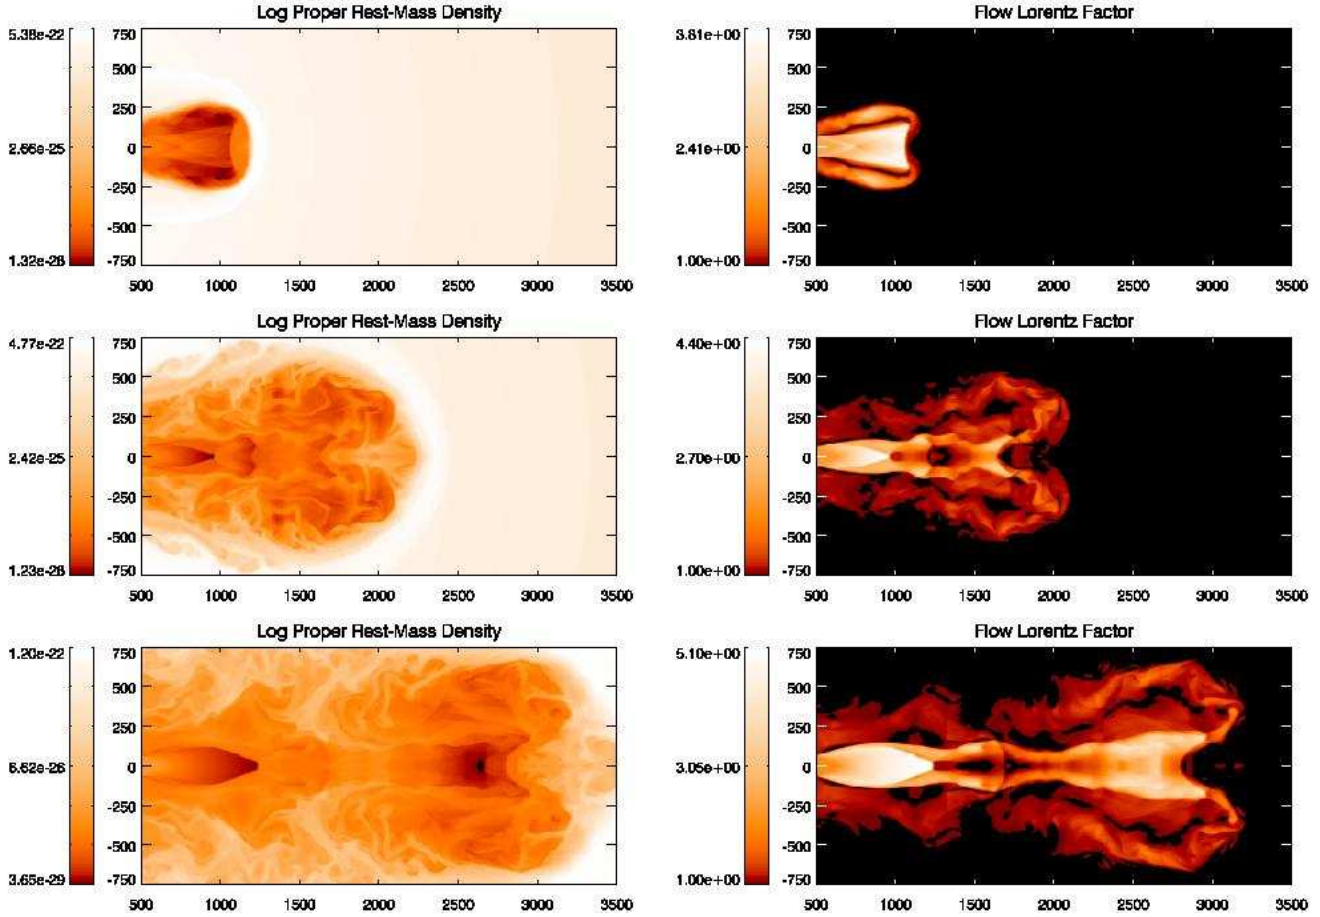 Log Proper Rest-Mass Density
5.38e-22
2.66e-25
1.32e-28
750
500
250
0
-250
-500
-750
500 1000 1500 2000 2500 3000 3500
Flow Lorentz Factor
3.81e+00
2.41e+00
1.00e+00
750
500
250
0
-250
-500
-750
500 1000 1500 2000 2500 3000 3500
Log Proper Rest-Mass Density
4.77e-22
2.42e-25
1.23e-28
750
500
250
0
-250
-500
-750
500 1000 1500 2000 2500 3000 3500
Flow Lorentz Factor
4.40e+00
2.70e+00
1.00e+00
750
500
250
0
-250
-500
-750
500 1000 1500 2000 2500 3000 3500
Log Proper Rest-Mass Density
1.20e-22
6.62e-26
3.65e-29
750
500
250
0
-250
-500
-750
500 1000 1500 2000 2500 3000 3500
Flow Lorentz Factor
5.10e+00
3.05e+00
1.00e+00
750
500
250
0
-250
-500
-750
500 1000 1500 2000 2500 3000 3500